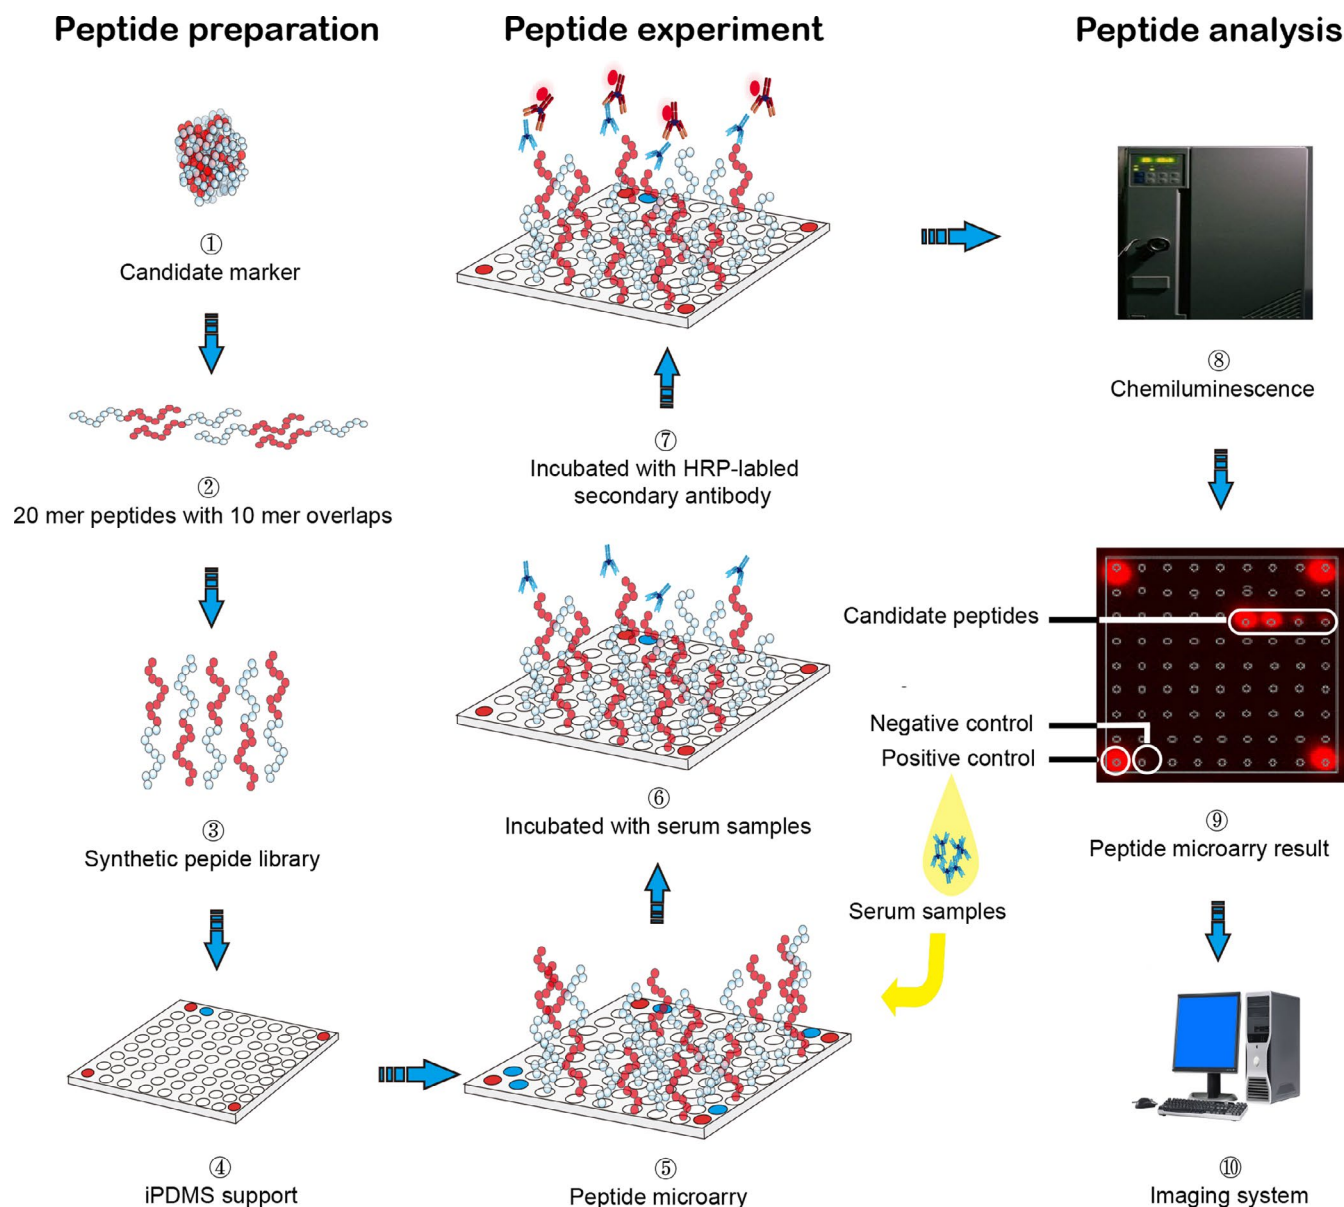 Peptide preparation
①
Candidate marker
②
20 mer peptides with 10 mer overlaps
③
Synthetic pepide library
④
iPDMS support
Peptide experiment
⑦
Incubated with HRP-labled
secondary antibody
⑥
Incubated with serum samples
⑤
Peptide microarry
Serum samples
Peptide analysis
⑧
Chemiluminescence
Candidate peptides
Negative control
Positive control
⑨
Peptide microarry result
⑩
Imaging system